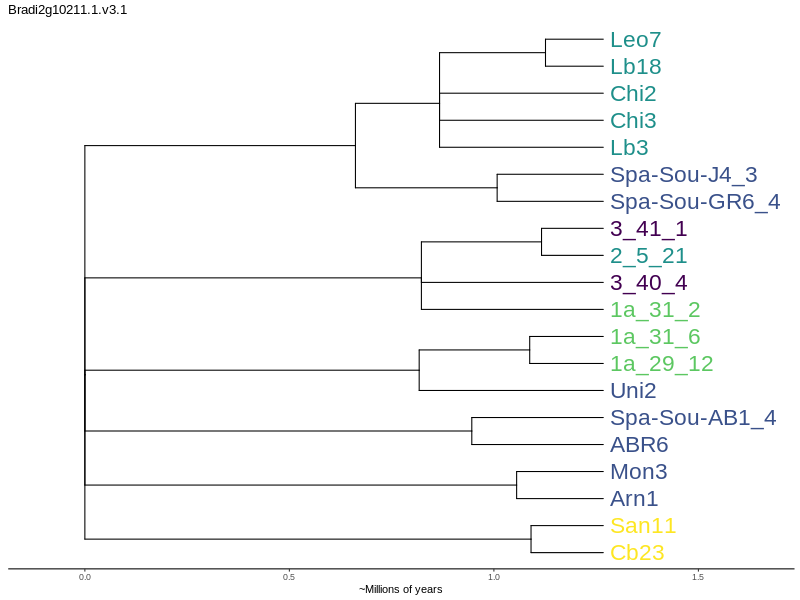 Bradi2g10211.1.v3.1
Leo7
Lb18
Chi2
Chi3
Lb3
Spa-Sou-J4_3
Spa-Sou-GR6_4
3_41_1
2_5_21
3_40_4
1a_31_2
1a_31_6
1a_29_12
Uni2
Spa-Sou-AB1_4
ABR6
Mon3
Arn1
San11
Cb23
0.0 0.5 1.0 1.5
~Millions of years